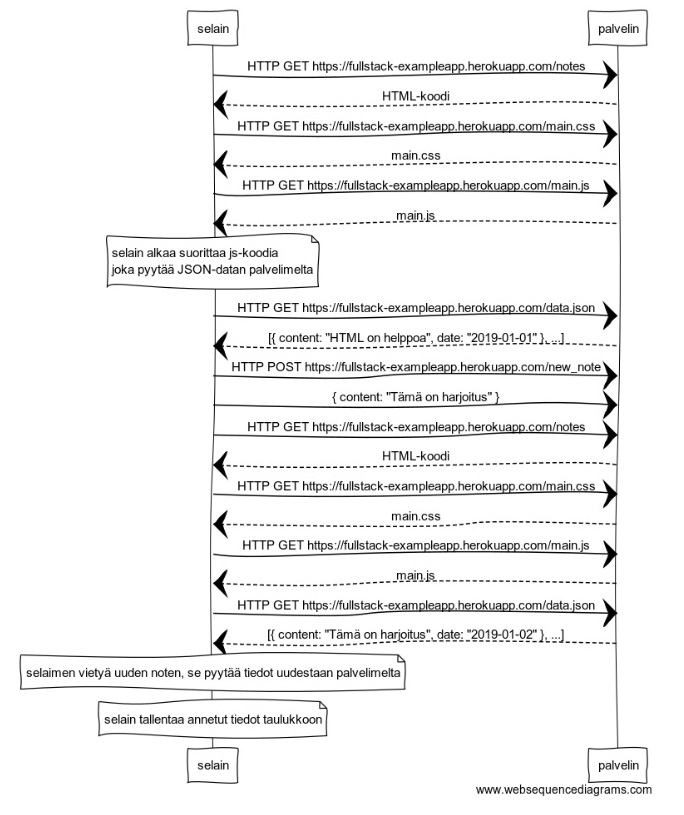 selain palvelin
HTTP GET https://fullstack-exampleapp.herokuapp.com/notes
HTML-koodi
HTTP GET https://fullstack-exampleapp.herokuapp.com/main.css
main.css
HTTP GET https://fullstack-exampleapp.herokuapp.com/main.js
main.js
selain alkaa suorittaa js-koodia
joka pyytää JSON-datan palvelimelta
HTTP GET https://fullstack-exampleapp.herokuapp.com/data.json
[{ content: "HTML on helppoa", date: "2019-01-01" }, ...]
HTTP POST https://fullstack-exampleapp.herokuapp.com/new_note
{ content: "Tämä on harjoitus" }
HTTP GET https://fullstack-exampleapp.herokuapp.com/notes
HTML-koodi
HTTP GET https://fullstack-exampleapp.herokuapp.com/main.css
main.css
HTTP GET https://fullstack-exampleapp.herokuapp.com/main.js
main.js
HTTP GET https://fullstack-exampleapp.herokuapp.com/data.json
[{ content: "Tämä on harjoitus", date: "2019-01-02" }, ...]
selaimen vietyä uuden noten, se pyytää tiedot uudestaan palvelimelta
selain tallentaa annetut tiedot taulukkoon
selain palvelin
www.websequencediagrams.com